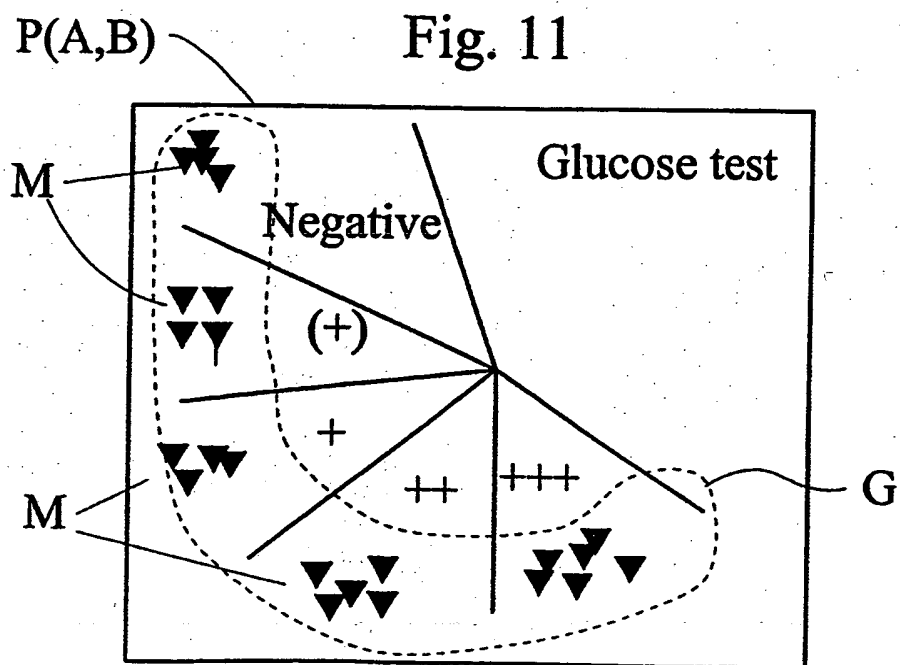 P(A,B)
Fig. 11
Glucose test
M
Negative
(+)
+
++
+++
G
M